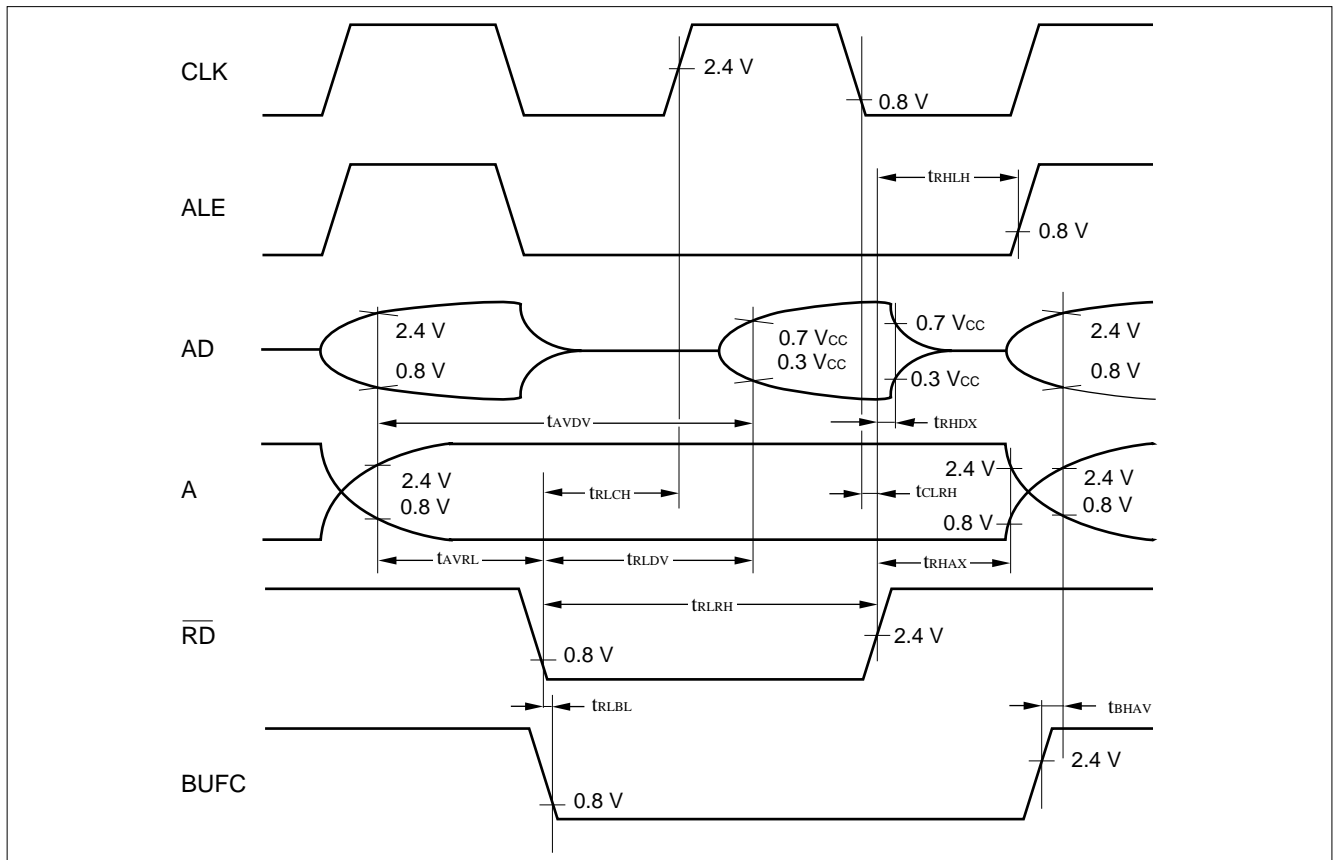 CLK
2.4 V
0.8 V
tRHLH
ALE
0.8 V
AD
2.4 V
0.8 V
0.7 VCC
0.3 VCC
0.7 VCC
0.3 VCC
2.4 V
0.8 V
tAVDV
tRHDX
A
2.4 V
0.8 V
tRLCH
2.4 V
tCLRH
0.8 V
2.4 V
0.8 V
tAVRL
tRLDV
tRHAX
tRLRH
RD
0.8 V
2.4 V
tRLBL
tBHAV
BUFC
0.8 V
2.4 V